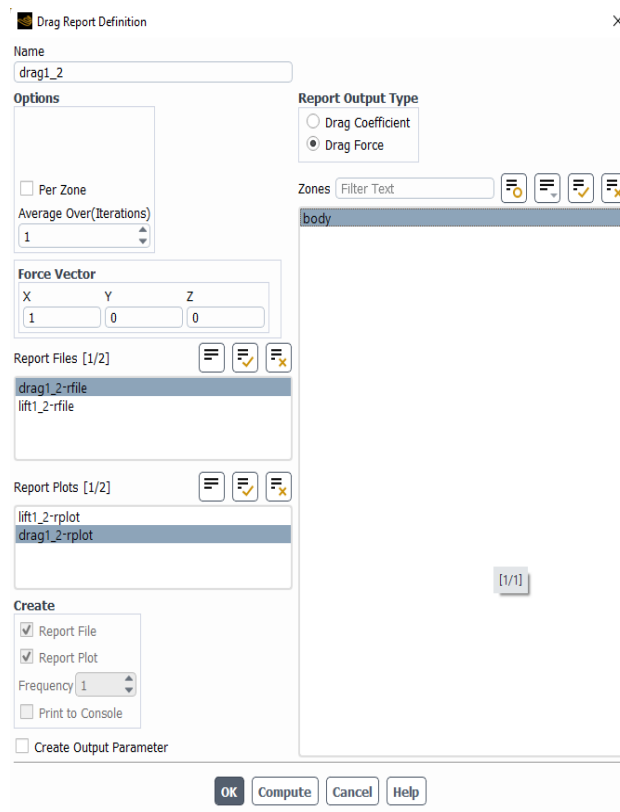 Drag Report Definition
Name
drag1_2
Options
Per Zone
Average Over(Iterations)
1
Force Vector
X Y Z
1 0 0
Report Files [1/2]
drag1_2-rfile
lift1_2-rfile
Report Plots [1/2]
lift1_2-rplot
drag1_2-rplot
Create
Report File
Report Plot
Frequency 1
Print to Console
Create Output Parameter
Report Output Type
Drag Coefficient
Drag Force
Zones Filter Text
body
[1/1]
OK Compute Cancel Help